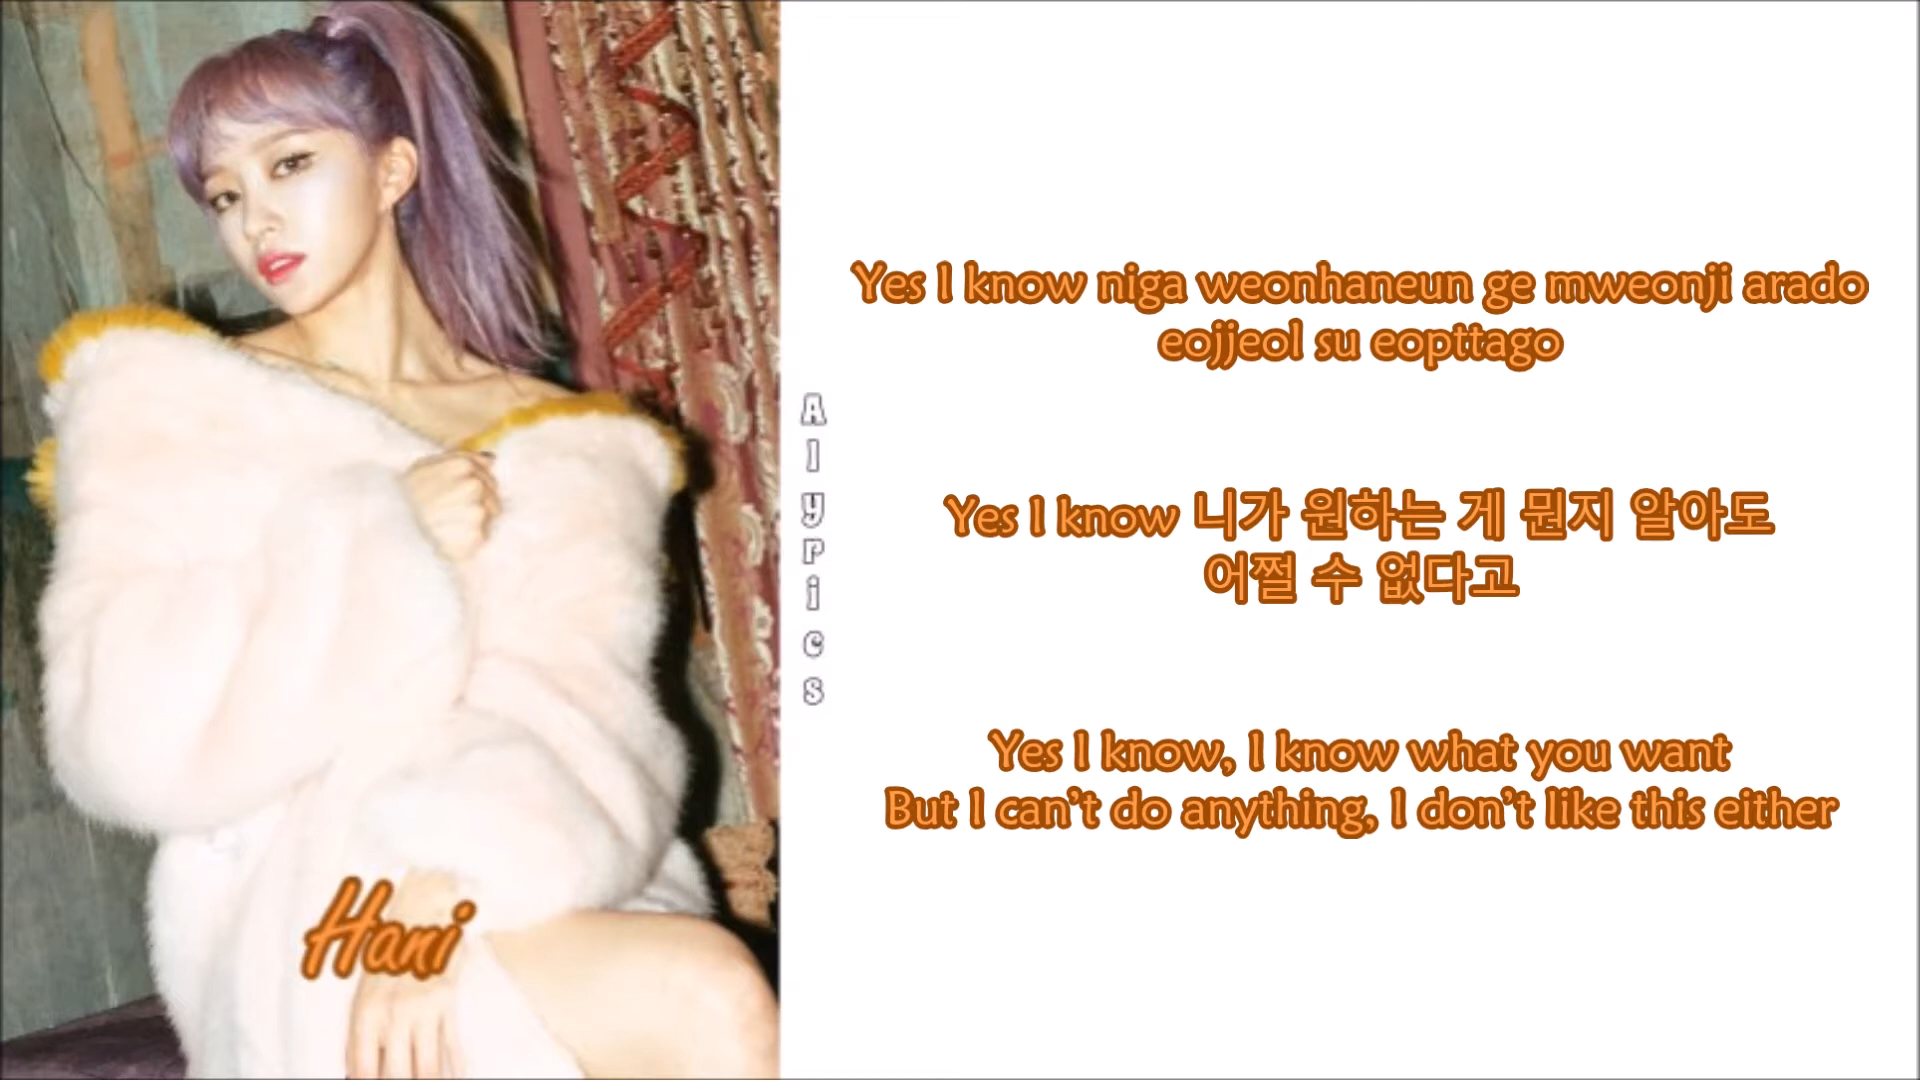 Yes I know niga weonhaneun ge mweonji arado
eojjeol su eopttago
Yes I know 니가 원하는 게 뭔지 알아도
어쩔 수 없다고
Yes I know, I know what you want
But I can't do anything, I don't like this either
Alyrics
Hani